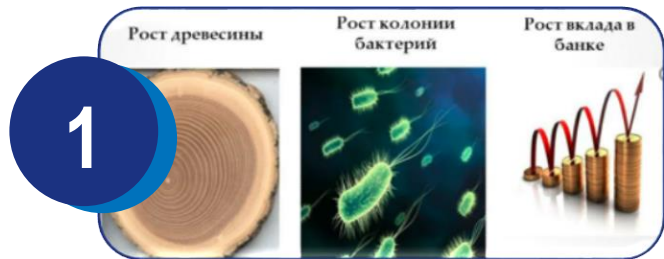 Рост древесины
Рост колонии
бактерий
Рост вклада в
банке
1